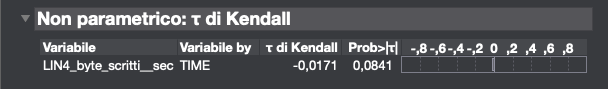 Non parametrico: τ di Kendall
Variabile Variabile by τ di Kendall Prob>|τ| -,8 -,6 -,4 -,2 0 ,2 ,4 ,6 ,8
LIN4_byte_scritti__sec TIME -0,0171 0,0841